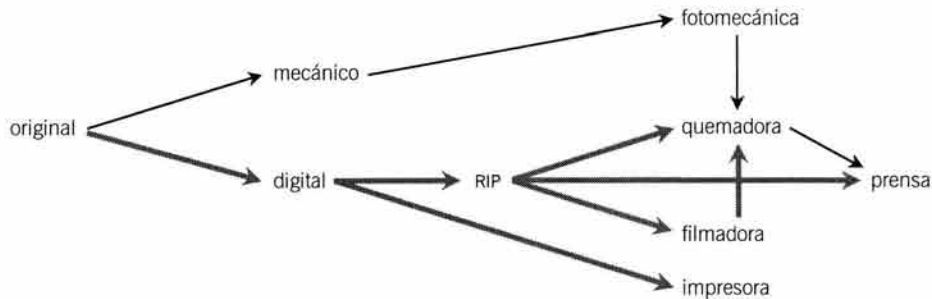 fotomecánica
mecánico
original
quemadora
digital
RIP
prensa
filmadora
impresora